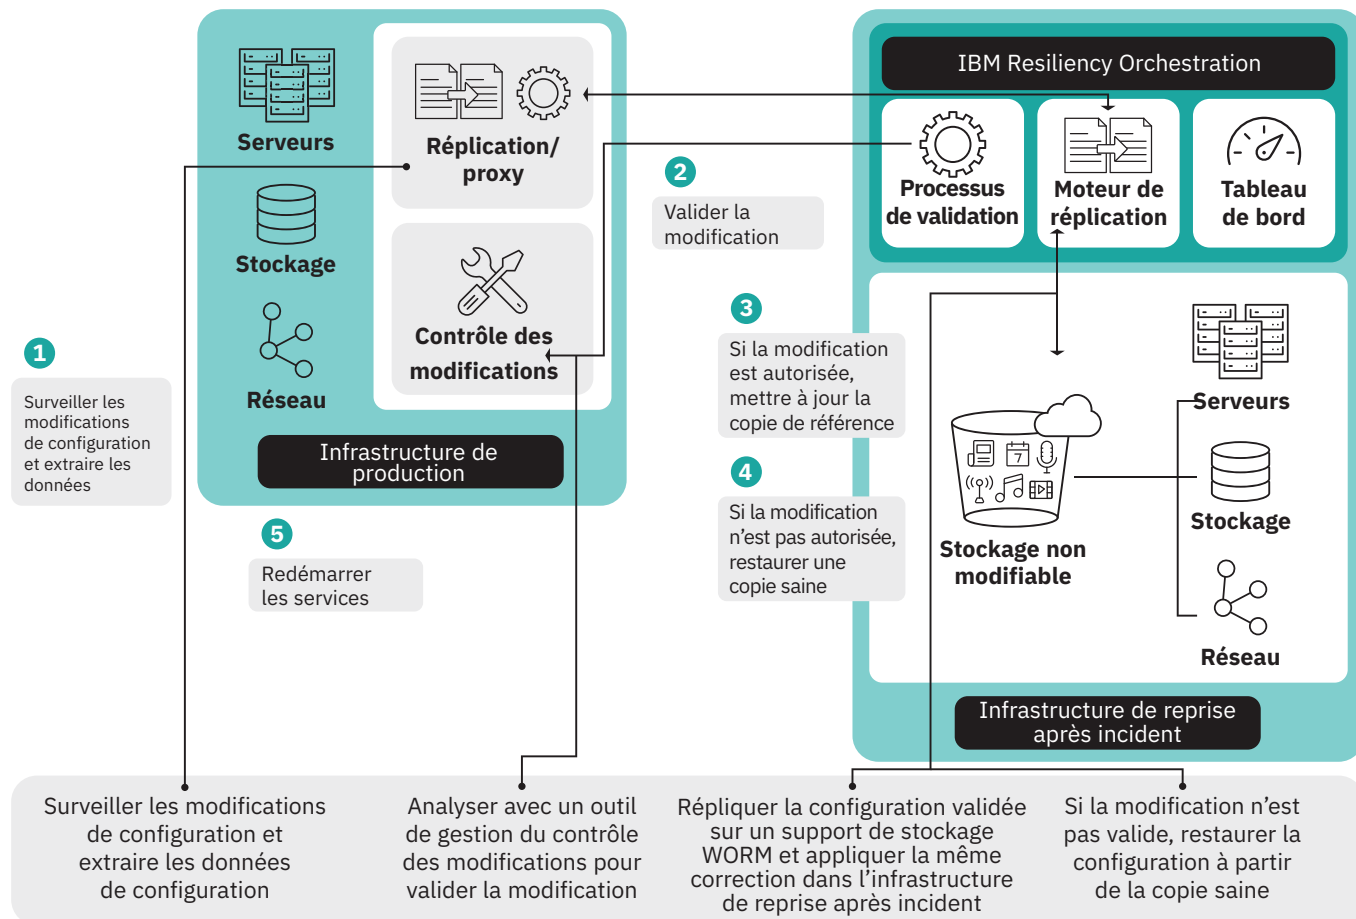 Serveurs
Stockage
Réseau
Réplication/
proxy
Contrôle des
modifications
Infrastructure de
production
IBM Resiliency Orchestration
Processus
de validation
Moteur de
réplication
Tableau
de bord
1
Surveiller les
modifications
de configuration
et extraire les
données
2
Valider la
modification
3
Si la modification
est autorisée,
mettre à jour la
copie de référence
4
Si la modification
n’est pas autorisée,
restaurer une
copie saine
5
Redémarrer
les services
7
Stockage non
modifiable
Serveurs
Stockage
Réseau
Infrastructure de reprise
après incident
Surveiller les modifications
de configuration et
extraire les données
de configuration
Analyser avec un outil
de gestion du contrôle
des modifications pour
valider la modification
Répliquer la configuration validée
sur un support de stockage
WORM et appliquer la même
correction dans l’infrastructure
de reprise après incident
Si la modification n’est
pas valide, restaurer la
configuration à partir
de la copie saine